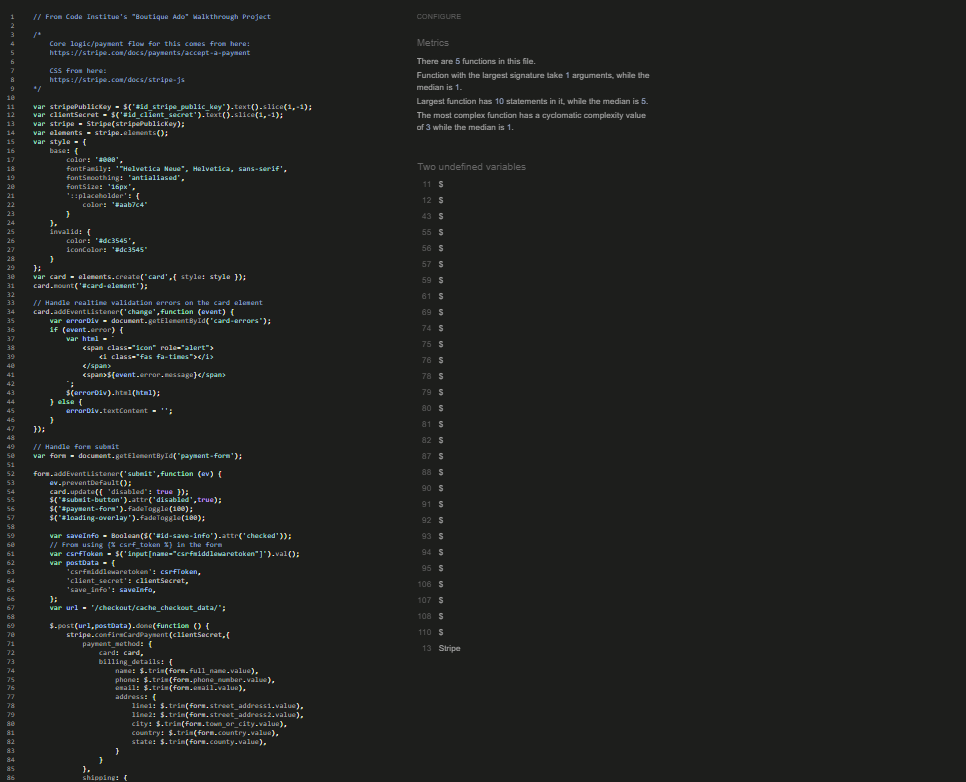 1 // From Code Institue's "Boutique Ado" Walkthrough Project
2
3 /*
4 Core logic/payment flow for this comes from here:
5 https://stripe.com/docs/payments/accept-a-payment
6
7 CSS from here:
8 https://stripe.com/docs/stripe-js
9 */
10
11 var stripePublicKey = $('#id_stripe_public_key').text().slice(1,-1);
12 var clientSecret = $('#id_client_secret').text().slice(1,-1);
13 var stripe = Stripe(stripePublicKey);
14 var elements = stripe.elements();
15 var style = {
16 base: {
17 color: '#000',
18 fontFamily: '"Helvetica Neue", Helvetica, sans-serif',
19 fontSmoothing: 'antialiased',
20 fontSize: '16px',
21 '::placeholder': {
22 color: '#aab7c4'
23 }
24 },
25 invalid: {
26 color: '#dc3545',
27 iconColor: '#dc3545'
28 }
29 };
30 var card = elements.create('card',{ style: style });
31 card.mount('#card-element');
32
33 // Handle realtime validation errors on the card element
34 card.addEventListener('change',function (event) {
35 var errorDiv = document.getElementById('card-errors');
36 if (event.error) {
37 var html = `
38 <span class="icon" role="alert">
39 <i class="fas fa-times"></i>
40 </span>
41 <span>${event.error.message}</span>
42 `;
43 $(errorDiv).html(html);
44 } else {
45 errorDiv.textContent = '';
46 }
47 });
48
49 // Handle form submit
50 var form = document.getElementById('payment-form');
51
52 form.addEventListener('submit',function (ev) {
53 ev.preventDefault();
54 card.update({ 'disabled': true });
55 $('#submit-button').attr('disabled',true);
56 $('#payment-form').fadeToggle(100);
57 $('#loading-overlay').fadeToggle(100);
58
59 var saveInfo = Boolean($('#id-save-info').attr('checked'));
60 // From using {% csrf_token %} in the form
61 var csrfToken = $('input[name="csrfmiddlewaretoken"]').val();
62 var postData = {
63 'csrfmiddlewaretoken': csrfToken,
64 'client_secret': clientSecret,
65 'save_info': saveInfo,
66 };
67 var url = '/checkout/cache_checkout_data/';
68
69 $.post(url,postData).done(function () {
70 stripe.confirmCardPayment(clientSecret,{
71 payment_method: {
72 card: card,
73 billing_details: {
74 name: $.trim(form.full_name.value),
75 phone: $.trim(form.phone_number.value),
76 email: $.trim(form.email.value),
77 address: {
78 line1: $.trim(form.street_address1.value),
79 line2: $.trim(form.street_address2.value),
80 city: $.trim(form.town_or_city.value),
81 country: $.trim(form.country.value),
82 state: $.trim(form.county.value),
83 }
84 }
85 },
86 shipping: {
CONFIGURE
Metrics
There are 5 functions in this file.
Function with the largest signature take 1 arguments, while the
median is 1.
Largest function has 10 statements in it, while the median is 5.
The most complex function has a cyclomatic complexity value
of 3 while the median is 1.
Two undefined variables
11 $
12 $
43 $
55 $
56 $
57 $
59 $
61 $
69 $
74 $
75 $
76 $
78 $
79 $
80 $
81 $
82 $
87 $
88 $
90 $
91 $
92 $
93 $
94 $
95 $
106 $
107 $
108 $
110 $
13 Stripe